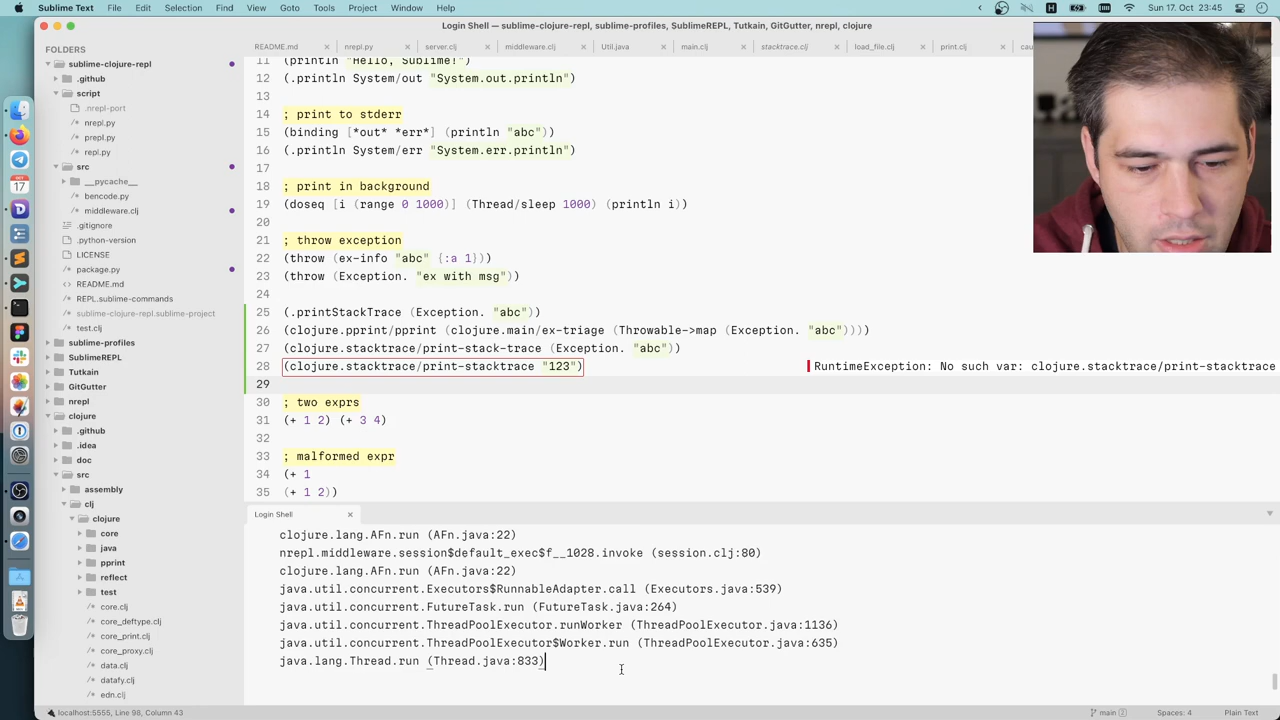 Sublime Text File Edit Selection Find View Goto Tools Project Window Help Sun 17. Oct 23:45
Login Shell — sublime-clojure-repl, sublime-profiles, SublimeREPL, Tutkain, GitGutter, nrepl, clojure
FOLDERS
sublime-clojure-repl
.github
script
.nrepl-port
nrepl.py
prepl.py
repl.py
src
__pycache__
bencode.py
middleware.clj
.gitignore
.python-version
LICENSE
package.py
README.md
REPL.sublime-commands
sublime-clojure-repl.sublime-project
test.clj
sublime-profiles
SublimeREPL
Tutkain
GitGutter
nrepl
clojure
.github
.idea
doc
src
assembly
clj
clojure
core
java
pprint
reflect
test
core.clj
core_deftype.clj
core_print.clj
core_proxy.clj
data.clj
datafy.clj
edn.clj
README.md nrepl.py server.clj middleware.clj Util.java main.clj stacktrace.clj load_file.clj print.clj
11 (println "Hello, Sublime!")
12 (.println System/out "System.out.println")
13
14 ; print to stderr
15 (binding [*out* *err*] (println "abc"))
16 (.println System/err "System.err.println")
17
18 ; print in background
19 (doseq [i (range 0 1000)] (Thread/sleep 1000) (println i))
20
21 ; throw exception
22 (throw (ex-info "abc" {:a 1}))
23 (throw (Exception. "ex with msg"))
24
25 (.printStackTrace (Exception. "abc"))
26 (clojure.pprint/pprint (clojure.main/ex-triage (Throwable->map (Exception. "abc"))))
27 (clojure.stacktrace/print-stack-trace (Exception. "abc"))
28 (clojure.stacktrace/print-stacktrace "123") RuntimeException: No such var: clojure.stacktrace/print-stacktrace
29
30 ; two exprs
31 (+ 1 2) (+ 3 4)
32
33 ; malformed expr
34 (+ 1
35 (+ 1 2))
Login Shell
clojure.lang.AFn.run (AFn.java:22)
nrepl.middleware.session$default_exec$f__1028.invoke (session.clj:80)
clojure.lang.AFn.run (AFn.java:22)
java.util.concurrent.Executors$RunnableAdapter.call (Executors.java:539)
java.util.concurrent.FutureTask.run (FutureTask.java:264)
java.util.concurrent.ThreadPoolExecutor.runWorker (ThreadPoolExecutor.java:1136)
java.util.concurrent.ThreadPoolExecutor$Worker.run (ThreadPoolExecutor.java:635)
java.lang.Thread.run (Thread.java:833)
localhost:5555, Line 98, Column 43 main 2 Spaces: 4 Plain Text